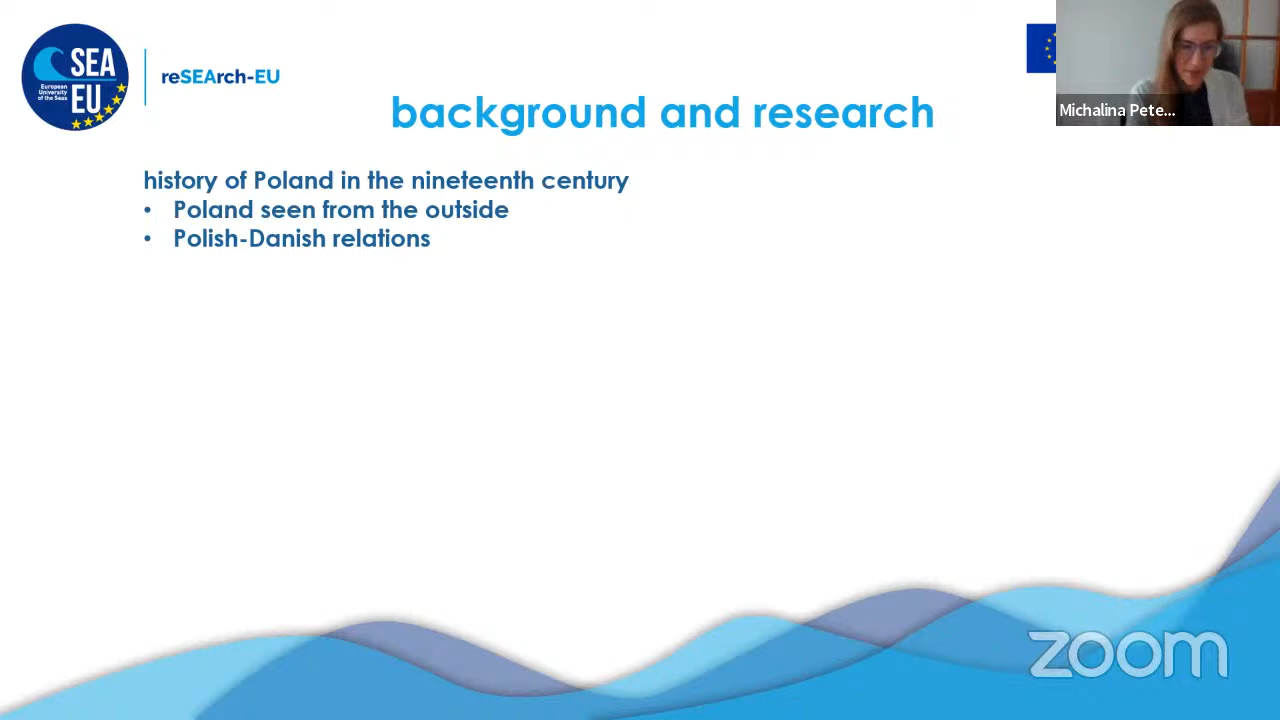 SEA
EU
European
University
of the Seas
reSEArch-EU
background and research
Michalina Pete...
history of Poland in the nineteenth century
• Poland seen from the outside
• Polish-Danish relations
zoom